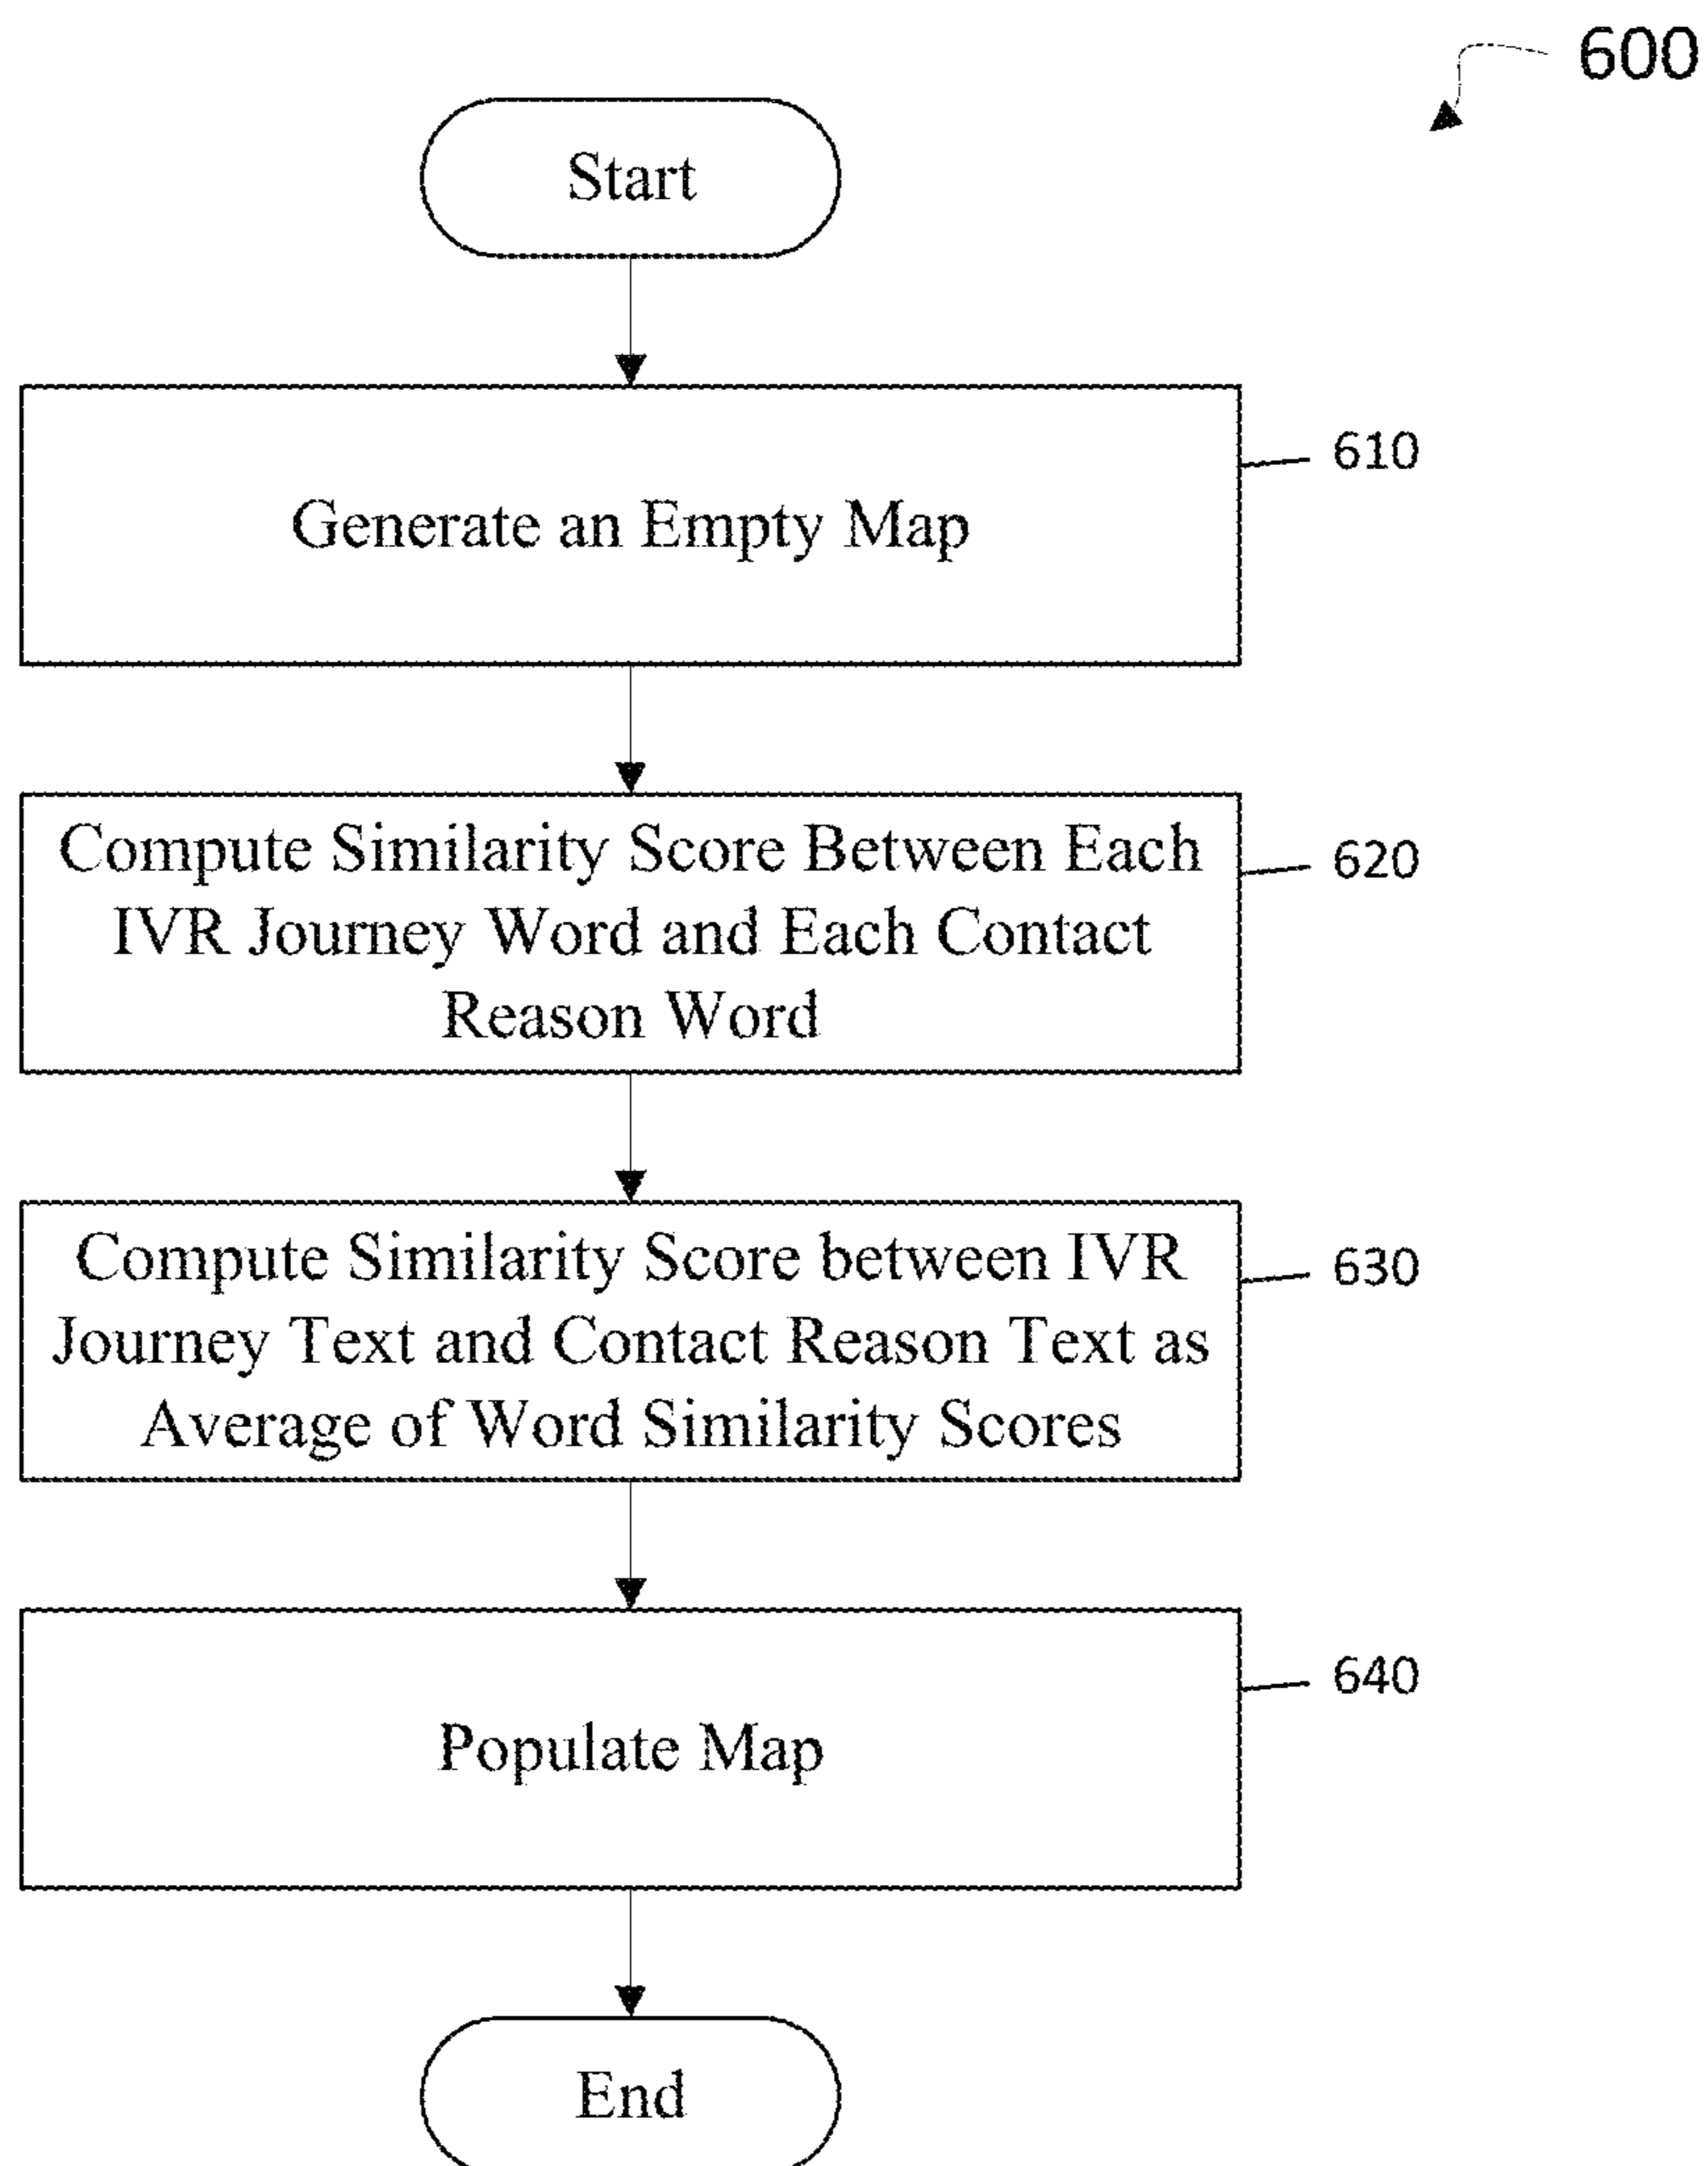 600
Start
Generate an Empty Map
610
Compute Similarity Score Between Each
IVR Journey Word and Each Contact
Reason Word
620
Compute Similarity Score between IVR
Journey Text and Contact Reason Text as
Average of Word Similarity Scores
630
Populate Map
640
End